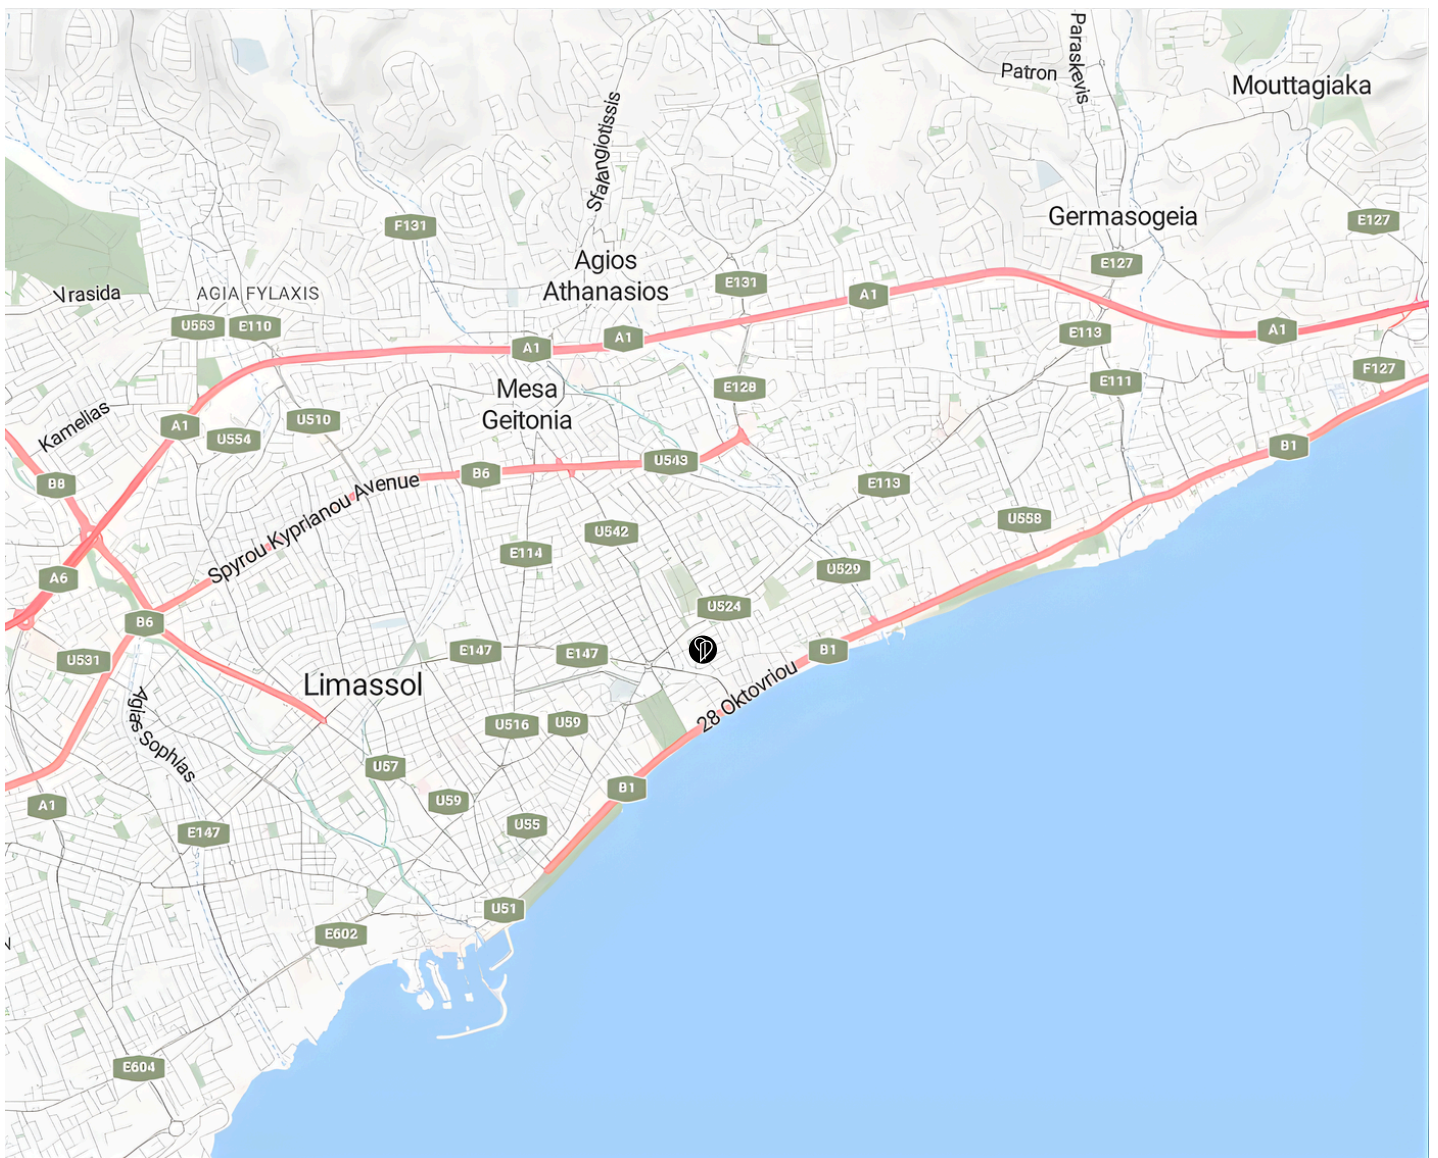 Paraskevis
Patron
Mouttagiaka
Sfalangiotissis
F131
Germasogeia
E127
Agios
Athanasios
E131
E127
Vrasida
AGIA FYLAXIS
A1
U553
E110
A1
A1
E113
A1
Mesa
Geitonia
E128
E111
F127
Kamelias
A1
U554
U510
B1
B8
Spyrou Kyprianou Avenue
B6
U543
E113
U542
U558
E114
A6
U529
B6
U524
U531
E147
E147
B1
Limassol
28 Oktovriou
Agias Sophias
U516
U59
U57
B1
A1
U59
E147
U55
U51
E602
N
E604